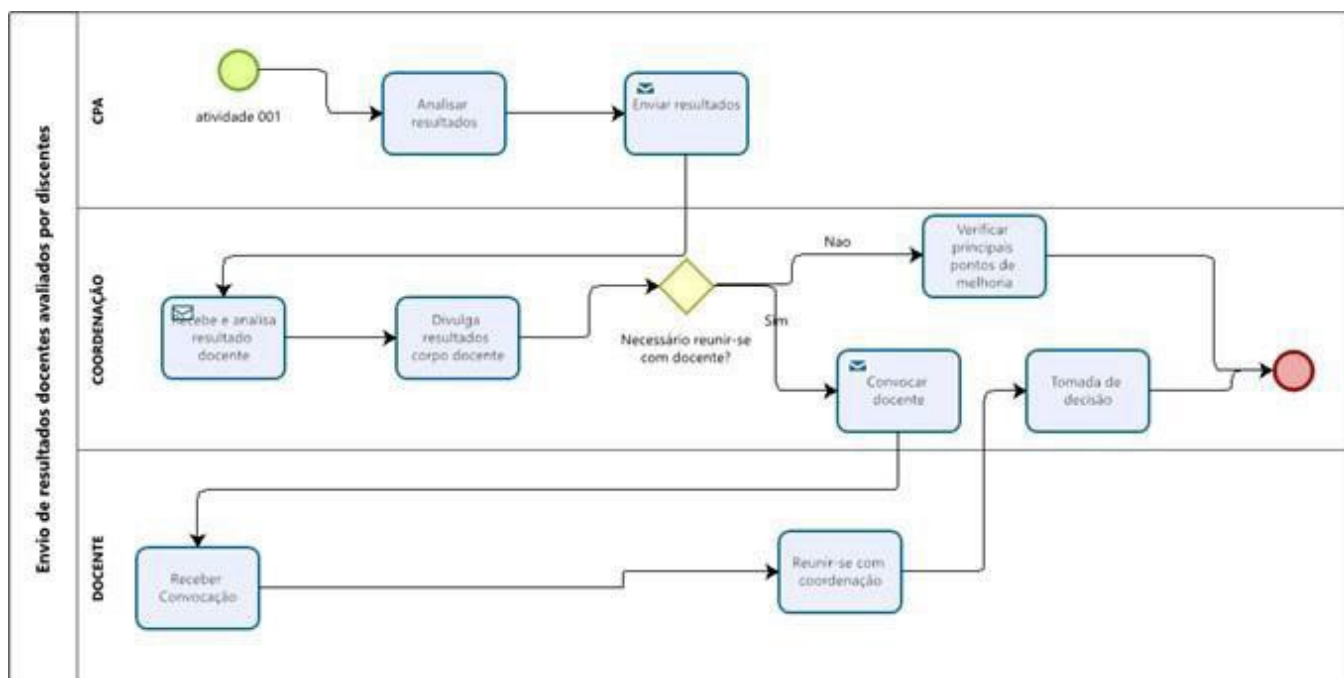 Envio de resultados docentes avaliados por discentes
CPA
atividade 001
Analisar
resultados
Enviar resultados
COORDENAÇÃO
Recebe e analisa
resultado
docente
Divulga
resultados
corpo docente
Necessário reunir-se
com docente?
Nao
Sim
Verificar
principais
pontos de
melhoria
Convocar
docente
Tomada de
decisão
DOCENTE
Receber
Convocação
Reunir-se com
coordenação